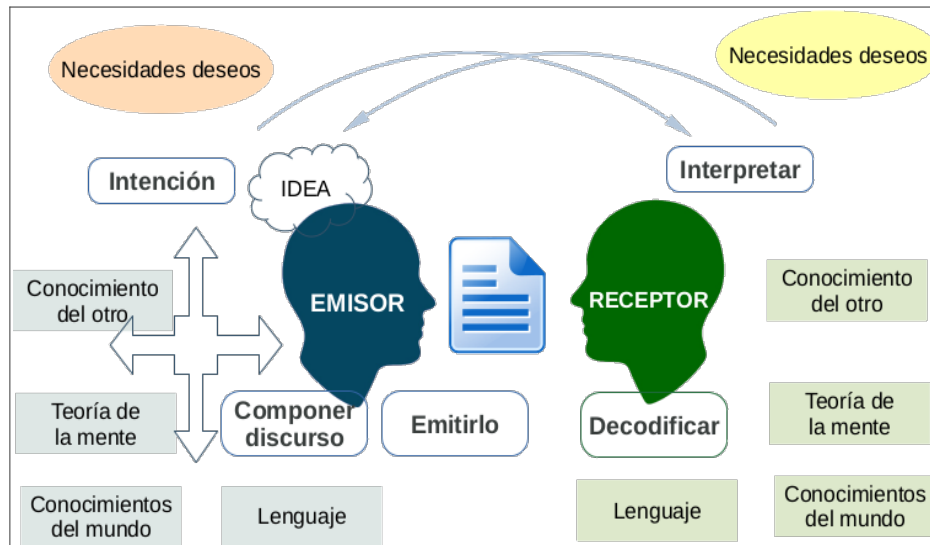 Necesidades deseos
Necesidades deseos
Intención
IDEA
Interpretar
Conocimiento
del otro
EMISOR
RECEPTOR
Conocimiento
del otro
Teoría de
la mente
Componer
discurso
Emitirlo
Decodificar
Teoría de
la mente
Conocimientos
del mundo
Lenguaje
Lenguaje
Conocimientos
del mundo